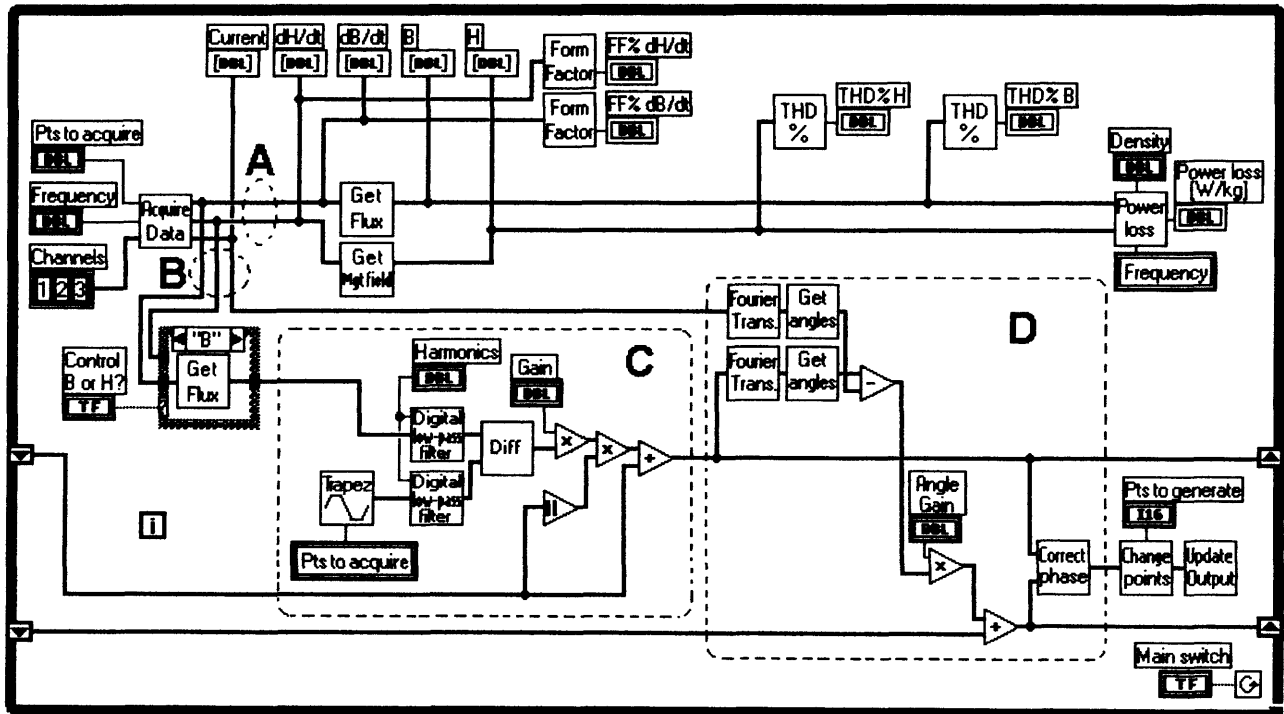 Current
[DBL]
dH/dt
[DBL]
dB/dt
[DBL]
B
[DBL]
H
[DBL]
Form
Factor
FF% dH/dt
DBL
Form
Factor
FF% dB/dt
DBL
THD
%
THD% H
DBL
THD
%
THD% B
DBL
Pts to acquire
DBL
Frequency
DBL
Channels
1 2 3
Acquire
Data
A
B
Get
Flux
Get
Mgt field
Density
DBL
Power
loss
Power loss
(W/kg)
DBL
Frequency
Control
B or H?
TF
"B"
Get
Flux
C
Harmonics
DBL
Gain
DBL
Digital
low-pass
filter
Digital
low-pass
filter
Diff
x
x
+
Trapez
Pts to acquire
i
D
Fourier
Trans.
Get
angles
Fourier
Trans.
Get
angles
-
Angle
Gain
DBL
x
+
Correct
phase
Pts to generate
I16
Change
points
Update
Output
Main switch
TF